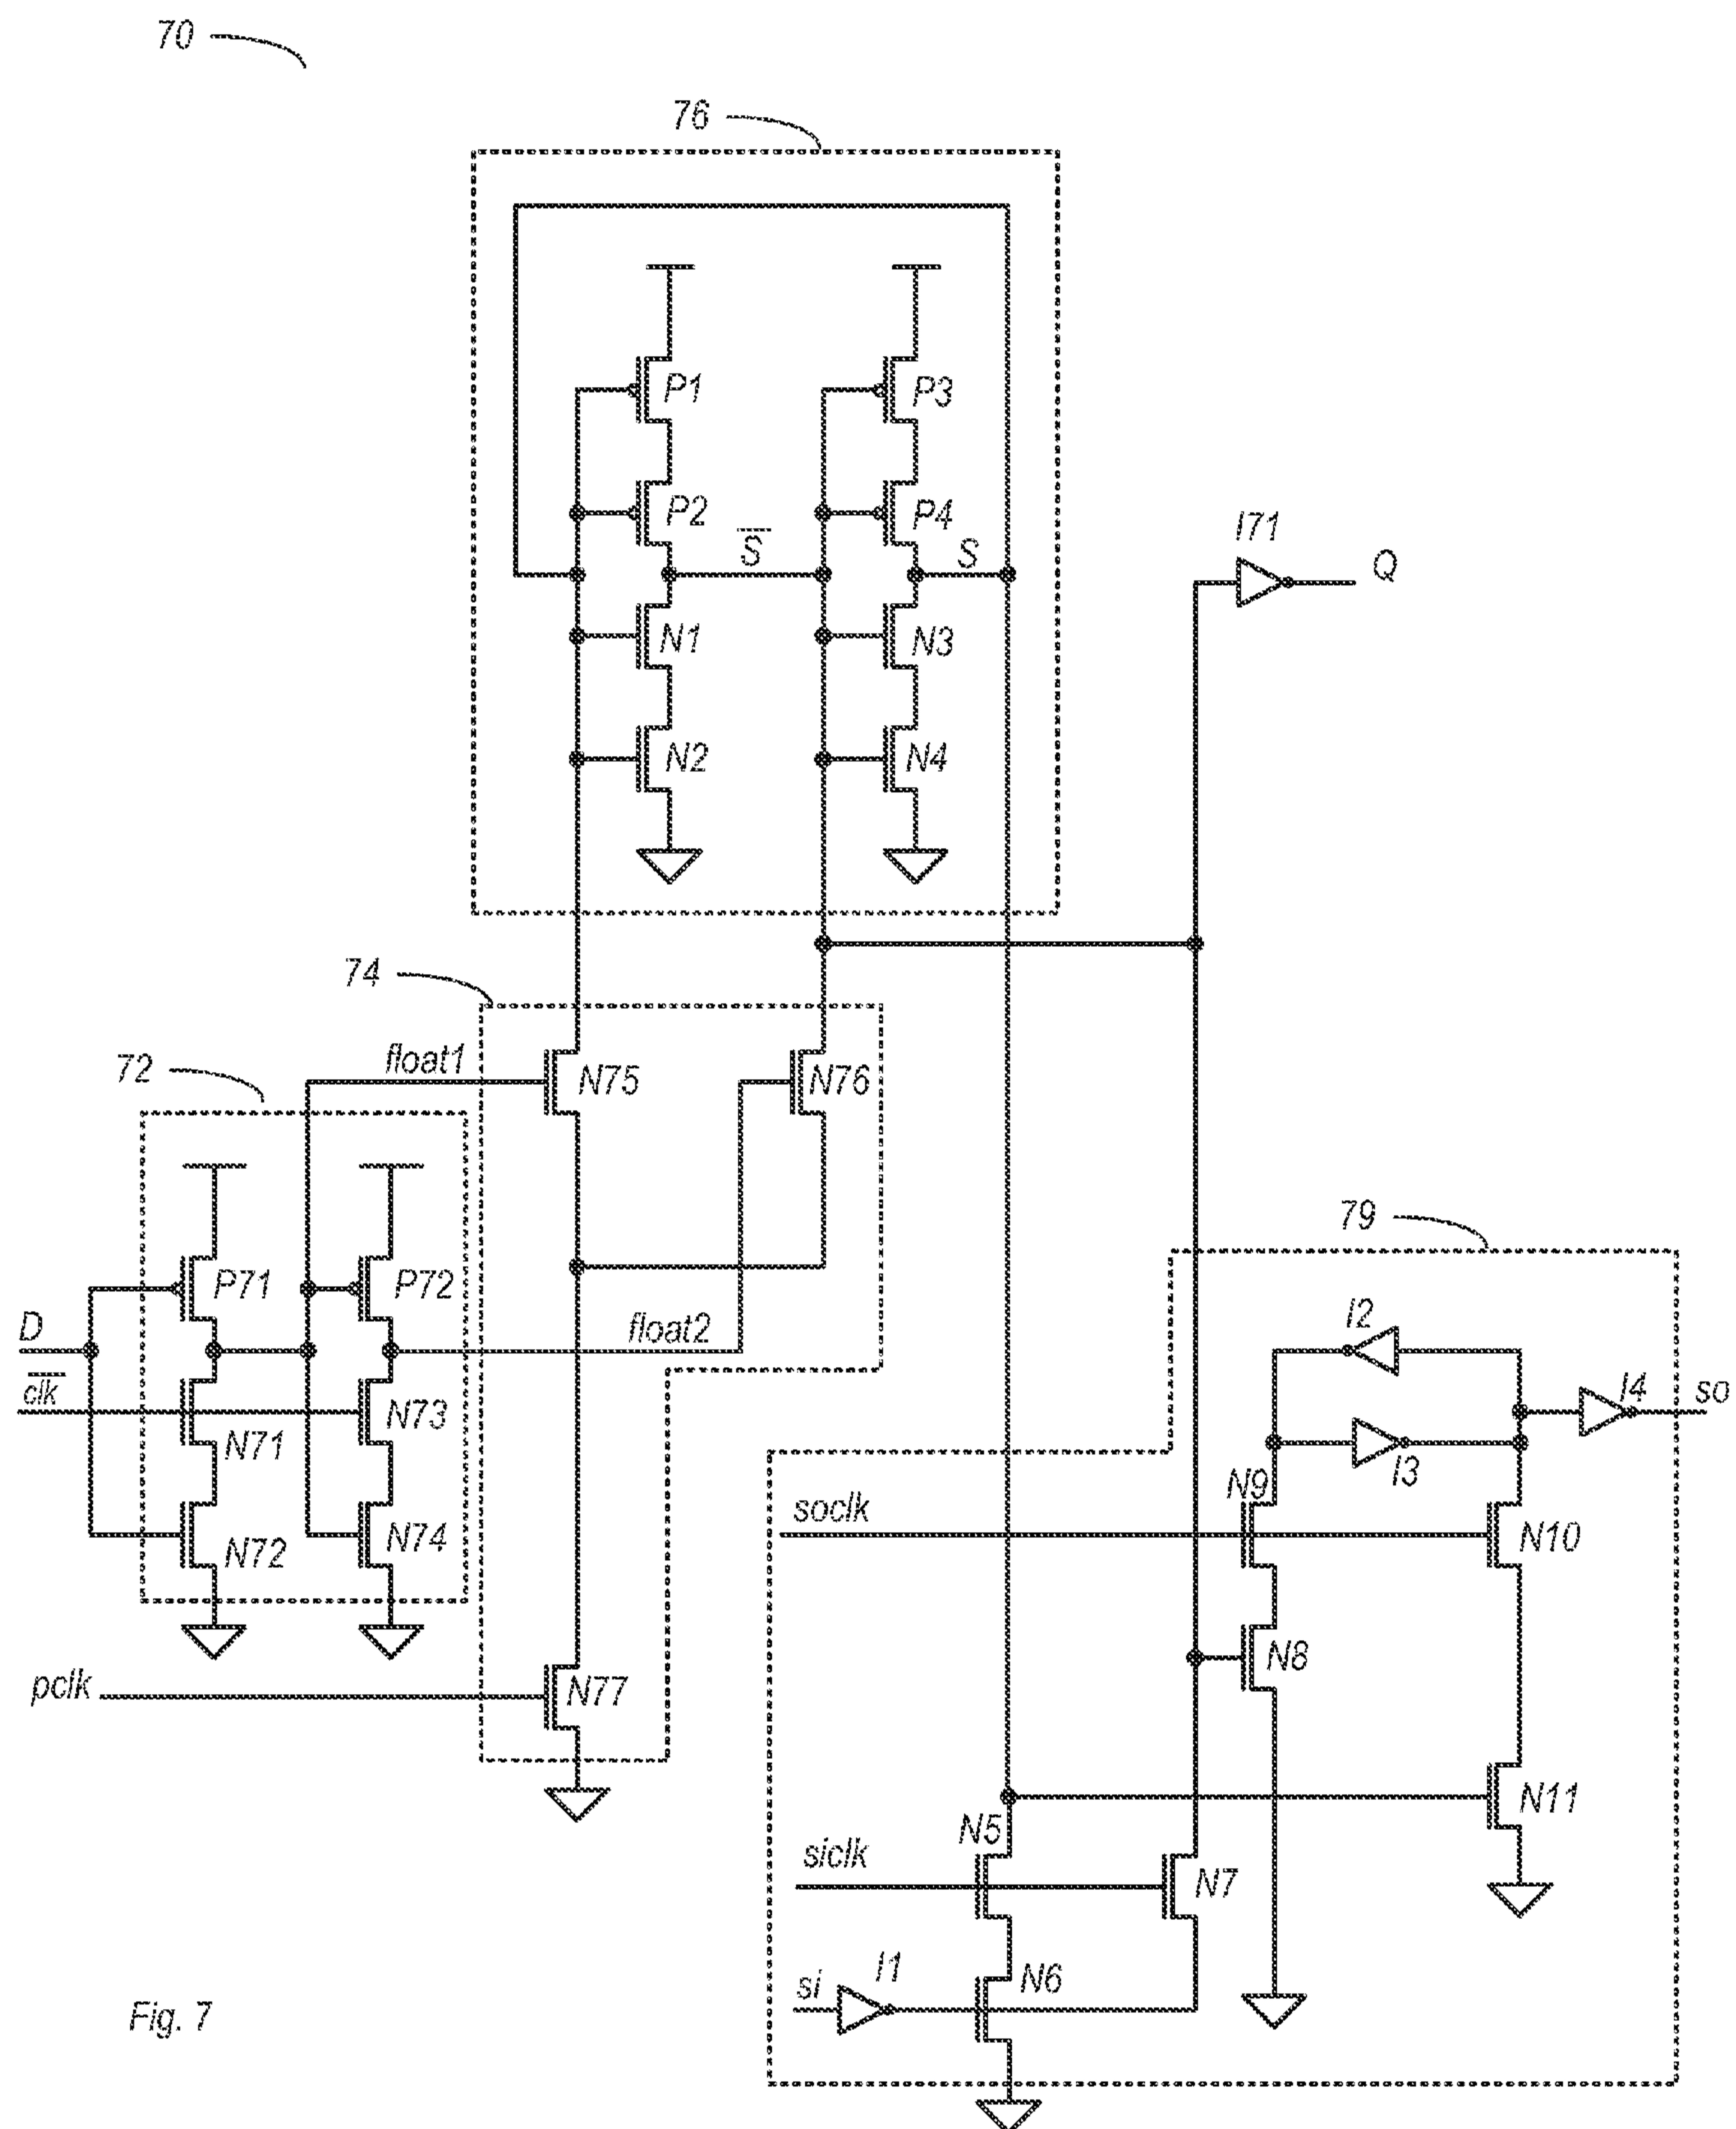 70
76
P1
P3
P2
P4
S̅
S
I71
Q
N1
N3
N2
N4
74
72
float1
N75
N76
79
P71
P72
D
float2
I2
c̅l̅k̅
N73
I4
so
N71
I3
N9
soclk
N10
N72
N74
N8
pclk
N77
N11
N5
siclk
N7
I1
si
N6
Fig. 7